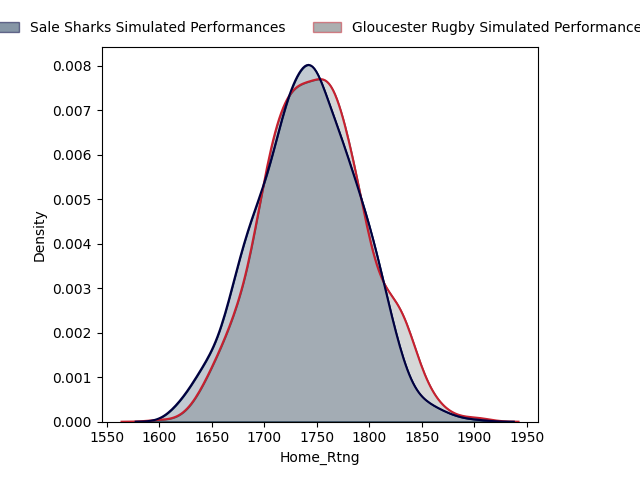 Sale Sharks Simulated Performances
Gloucester Rugby Simulated Performance
0.008
0.007
0.006
0.005
0.004
0.003
0.002
0.001
0.000
Density
1550 1600 1650 1700 1750 1800 1850 1900 1950
Home_Rtng